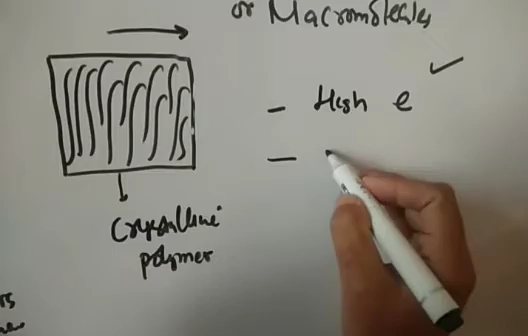 or Macromolecules
- High e
-
Crystalline
polymer